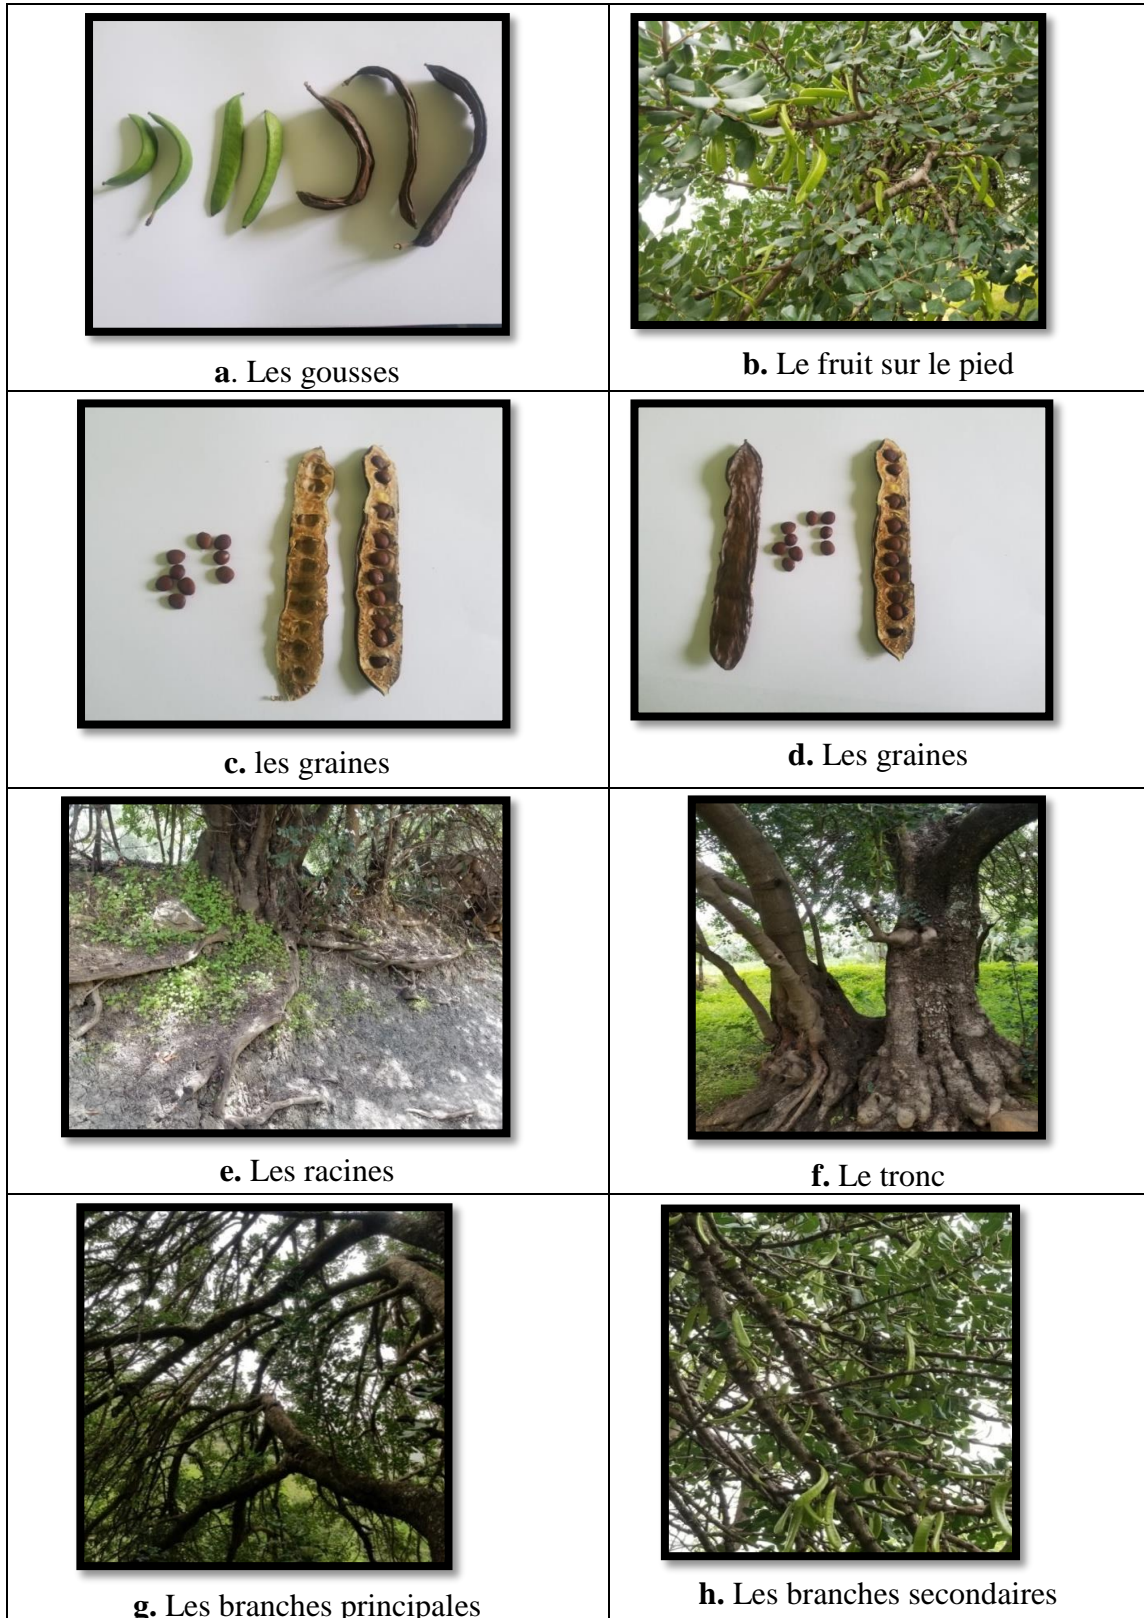 a. Les gousses
b. Le fruit sur le pied
c. les graines
d. Les graines
e. Les racines
f. Le tronc
g. Les branches principales
h. Les branches secondaires